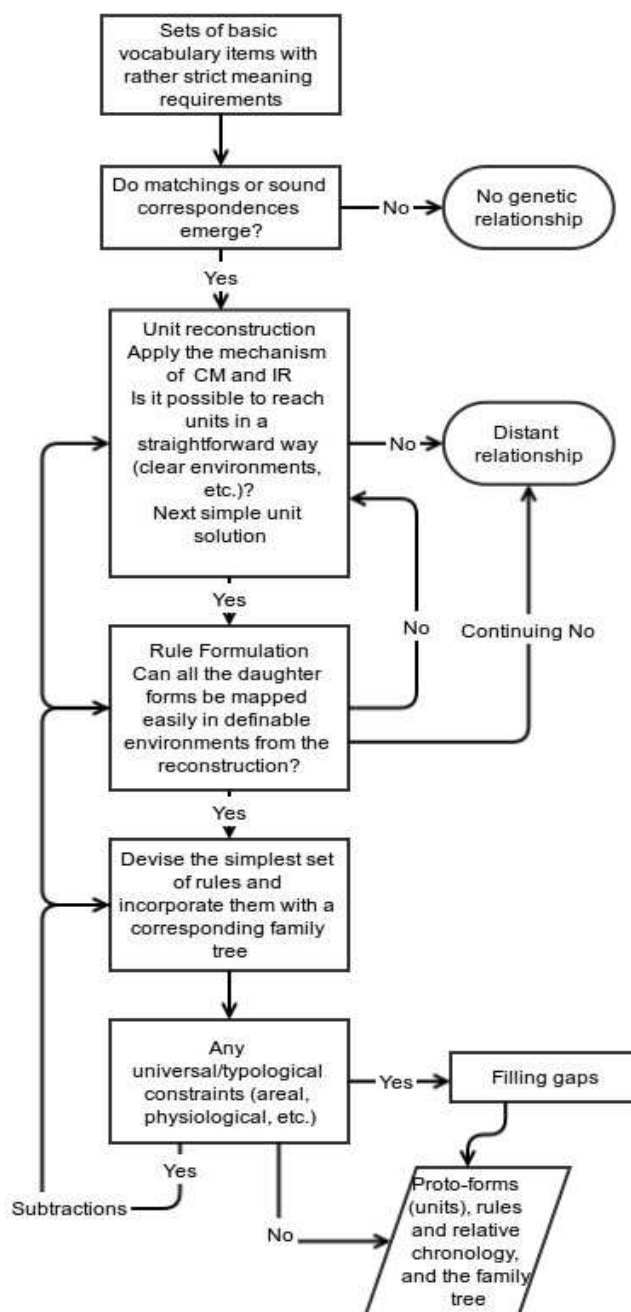 Sets of basic
vocabulary items with
rather strict meaning
requirements
Do matchings or sound
correspondences
emerge?
No
No genetic
relationship
Yes
Unit reconstruction
Apply the mechanism
of CM and IR
Is it possible to reach
units in a
straightforward way
(clear environments,
etc.)?
Next simple unit
solution
No
Distant
relationship
Yes
No
Continuing No
Rule Formulation
Can all the daughter
forms be mapped
easily in definable
environments from the
reconstruction?
Yes
Devise the simplest set
of rules and
incorporate them with a
corresponding family
tree
Any
universal/typological
constraints (areal,
physiological, etc.)
Yes
Filling gaps
Yes
Subtractions
No
Proto-forms
(units), rules
and relative
chronology,
and the family
tree